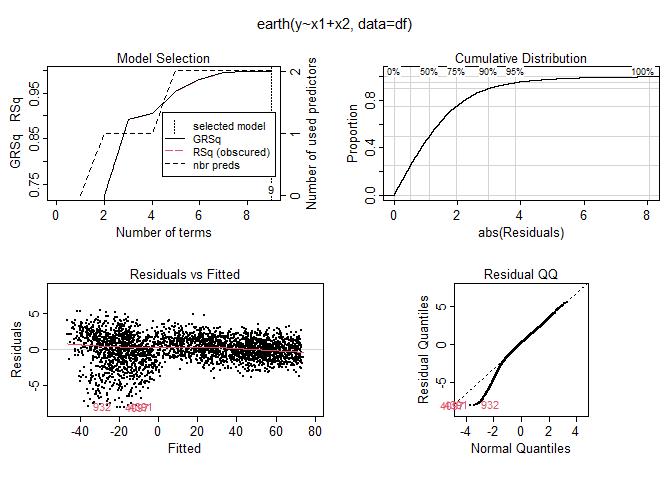 earth(y~x1+x2, data=df)
Model Selection
GRSq RSq
0.75 0.85 0.95
0 1 2
Number of used predictors
selected model
GRSq
RSq (obscured)
nbr preds
9
0 2 4 6 8
Number of terms
Cumulative Distribution
Proportion
0.0 0.4 0.8
0% 50% 75% 90% 95% 100%
0 2 4 6 8
abs(Residuals)
Residuals vs Fitted
Residuals
-5 0 5
932
-40 -20 0 20 40 60 80
Fitted
Residual QQ
Residual Quantiles
-5 0 5
932
-4 -2 0 2 4
Normal Quantiles